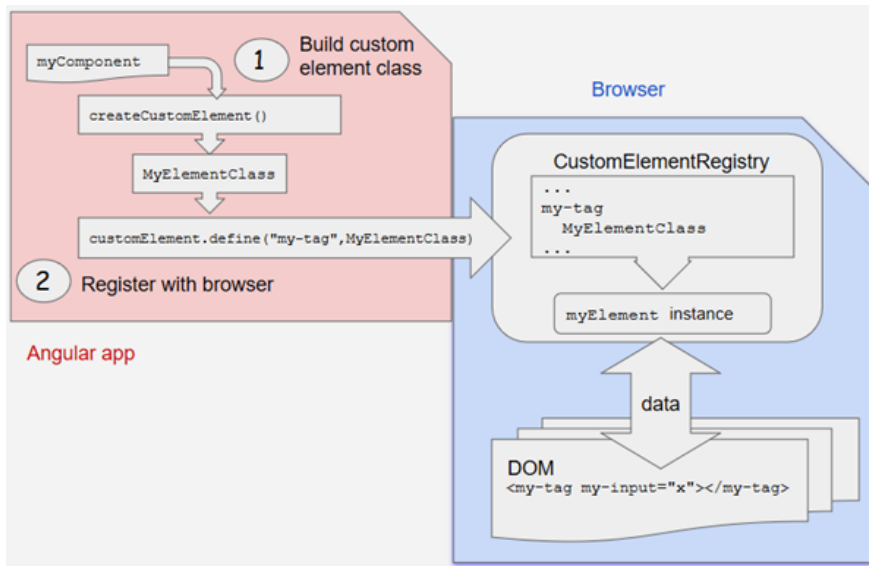 myComponent
1
Build custom
element class
createCustomElement()
MyElementClass
customElement.define("my-tag",MyElementClass)
2
Register with browser
Angular app
Browser
CustomElementRegistry
...
my-tag
MyElementClass
...
myElement instance
data
DOM
<my-tag my-input="x"></my-tag>